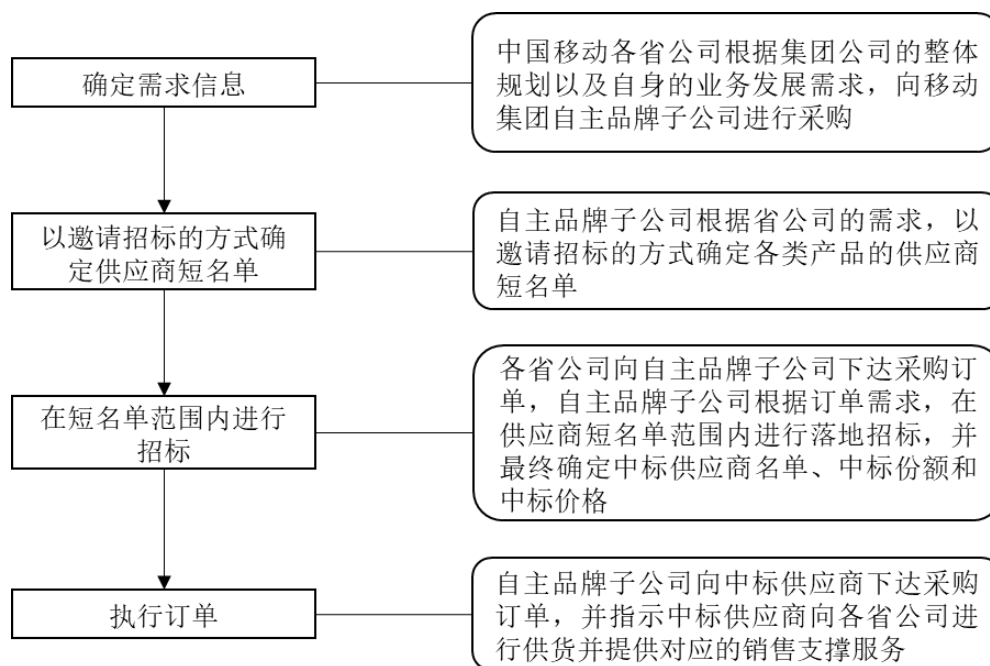 确定需求信息
中国移动各省公司根据集团公司的整体
规划以及自身的业务发展需求，向移动
集团自主品牌子公司进行采购
以邀请招标的方式确
定供应商短名单
自主品牌子公司根据省公司的需求，以
邀请招标的方式确定各类产品的供应商
短名单
在短名单范围内进行
招标
各省公司向自主品牌子公司下达采购订
单，自主品牌子公司根据订单需求，在
供应商短名单范围内进行落地招标，并
最终确定中标供应商名单、中标份额和
中标价格
执行订单
自主品牌子公司向中标供应商下达采购
订单，并指示中标供应商向各省公司进
行供货并提供对应的销售支撑服务